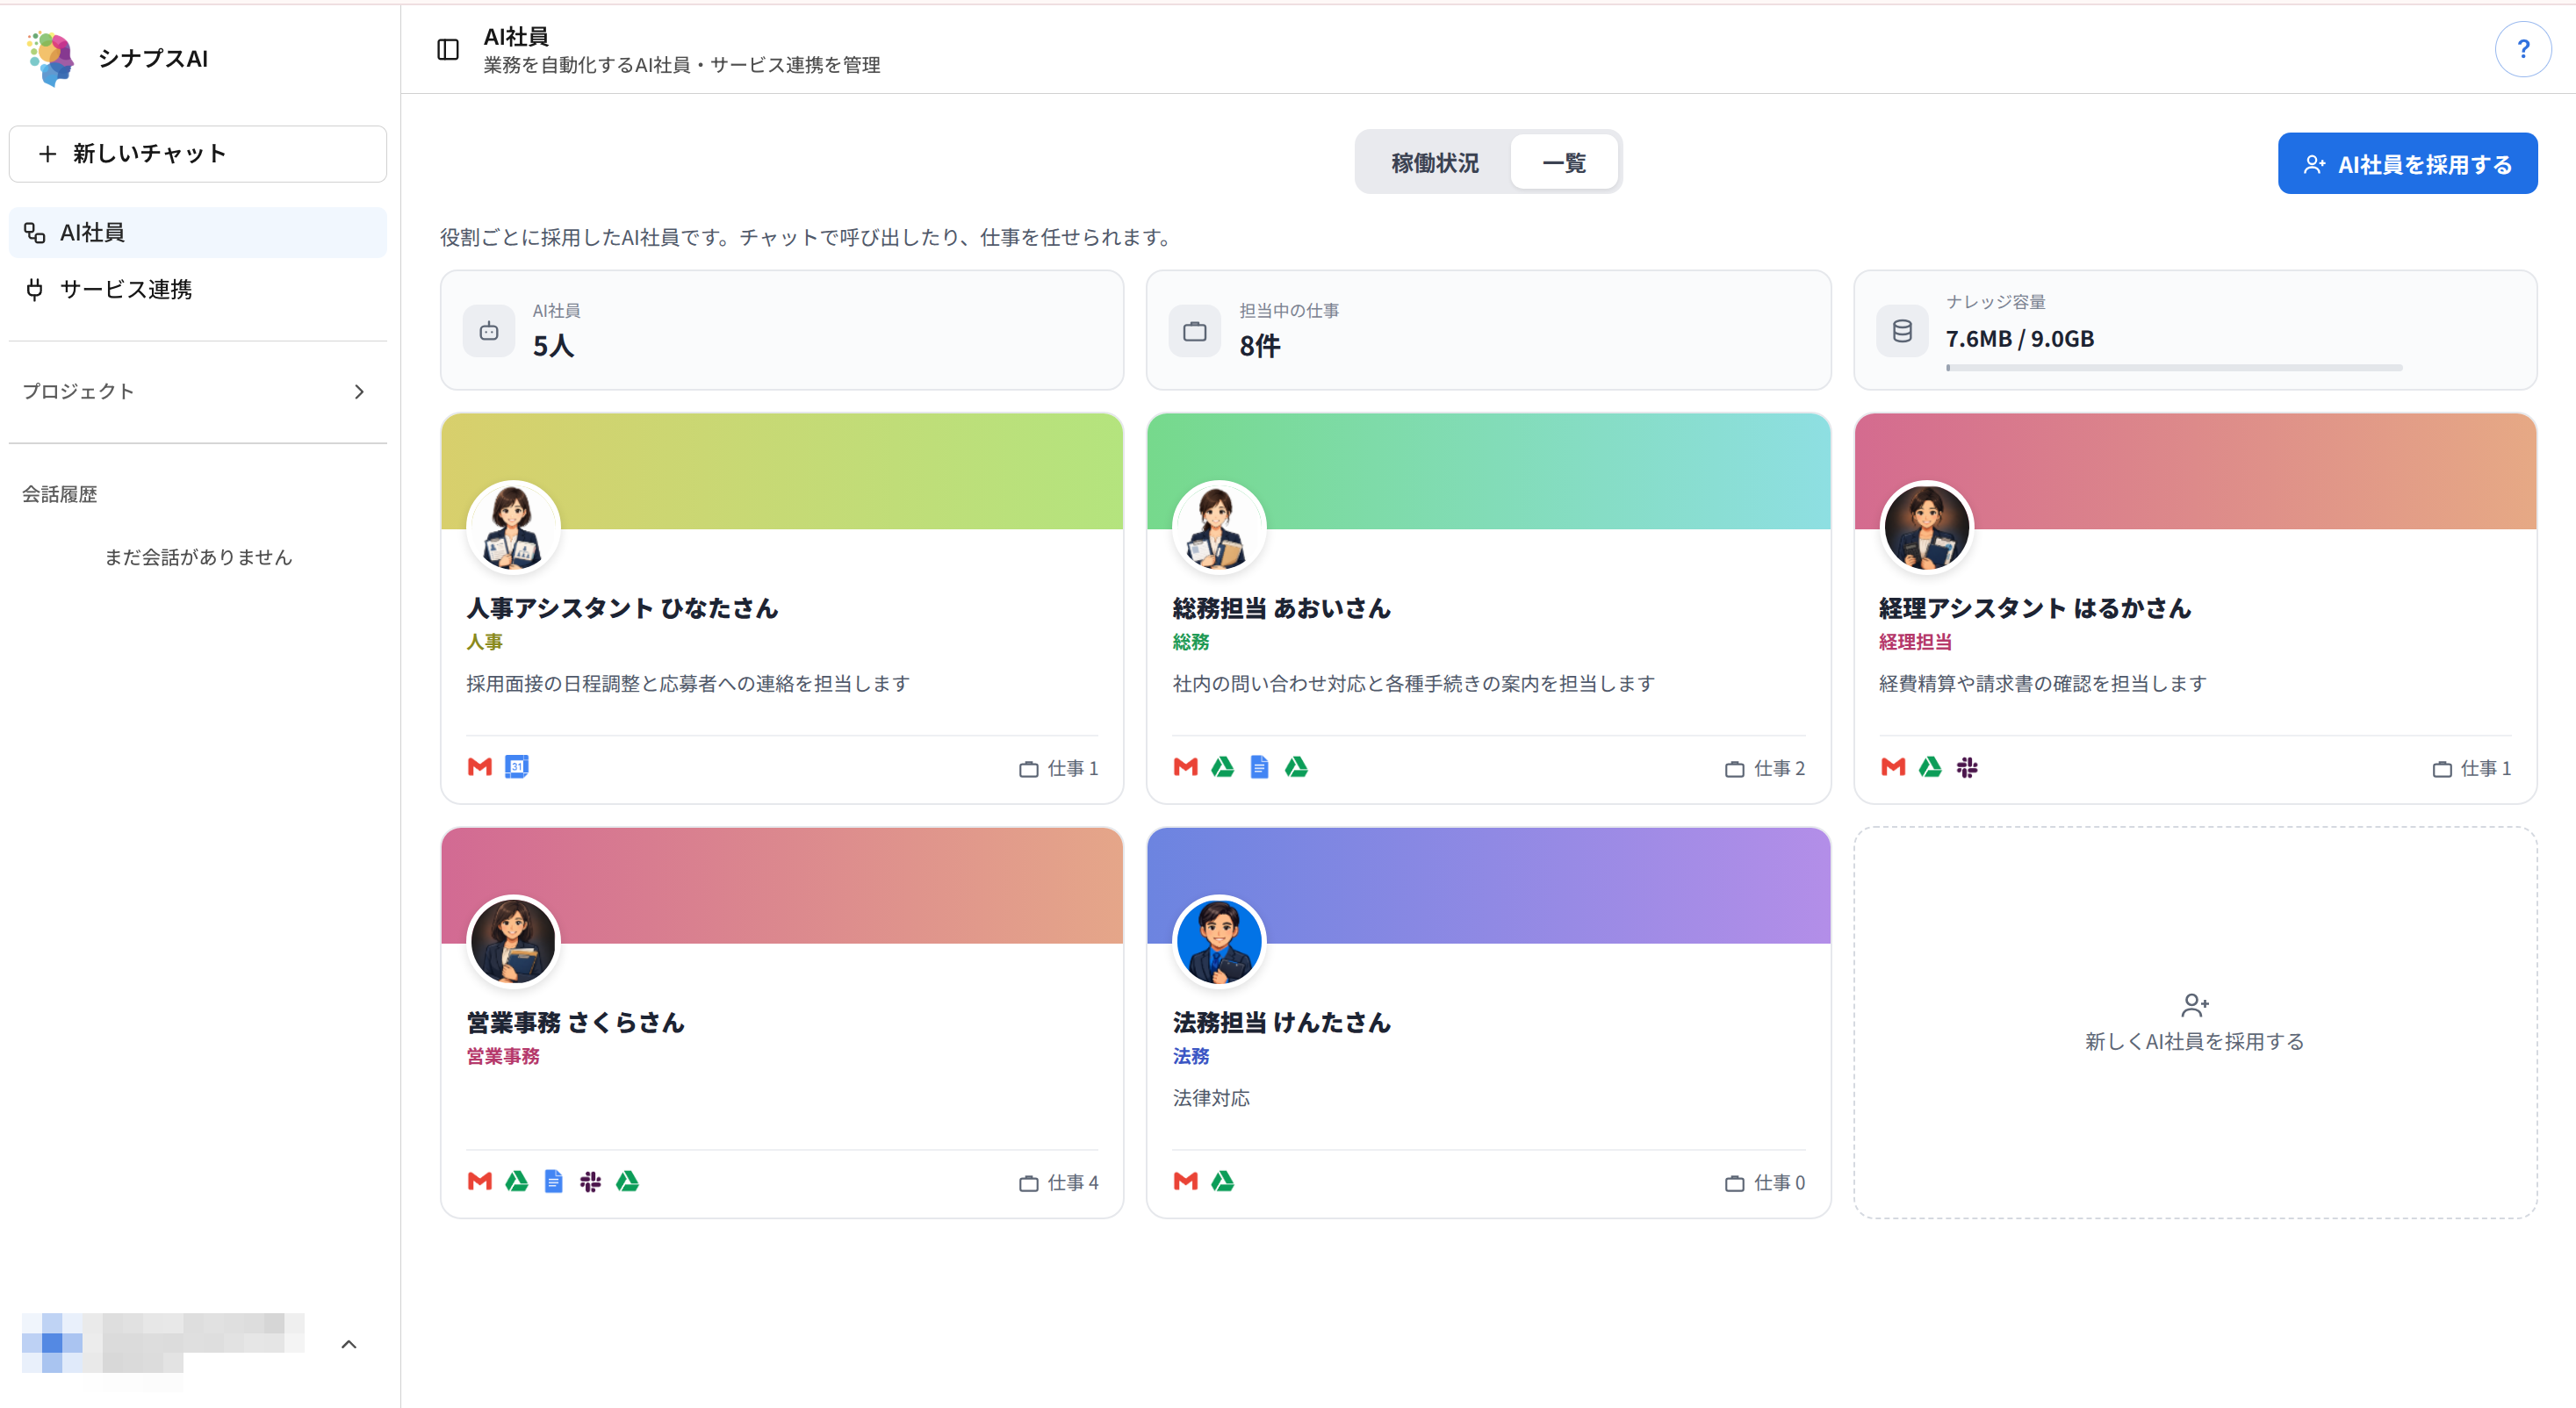 シナプスAI
新しいチャット
AI社員
サービス連携
プロジェクト
会話履歴
まだ会話がありません
AI社員
業務を自動化するAI社員・サービス連携を管理
?
稼働状況
一覧
AI社員を採用する
役割ごとに採用したAI社員です。チャットで呼び出したり、仕事を任せられます。
AI社員
5人
担当中の仕事
8件
ナレッジ容量
7.6MB / 9.0GB
人事アシスタント ひなたさん
人事
採用面接の日程調整と応募者への連絡を担当します
31
仕事 1
総務担当 あおいさん
総務
社内の問い合わせ対応と各種手続きの案内を担当します
仕事 2
経理アシスタント はるかさん
経理担当
経費精算や請求書の確認を担当します
仕事 1
営業事務 さくらさん
営業事務
仕事 4
法務担当 けんたさん
法務
法律対応
仕事 0
新しくAI社員を採用する